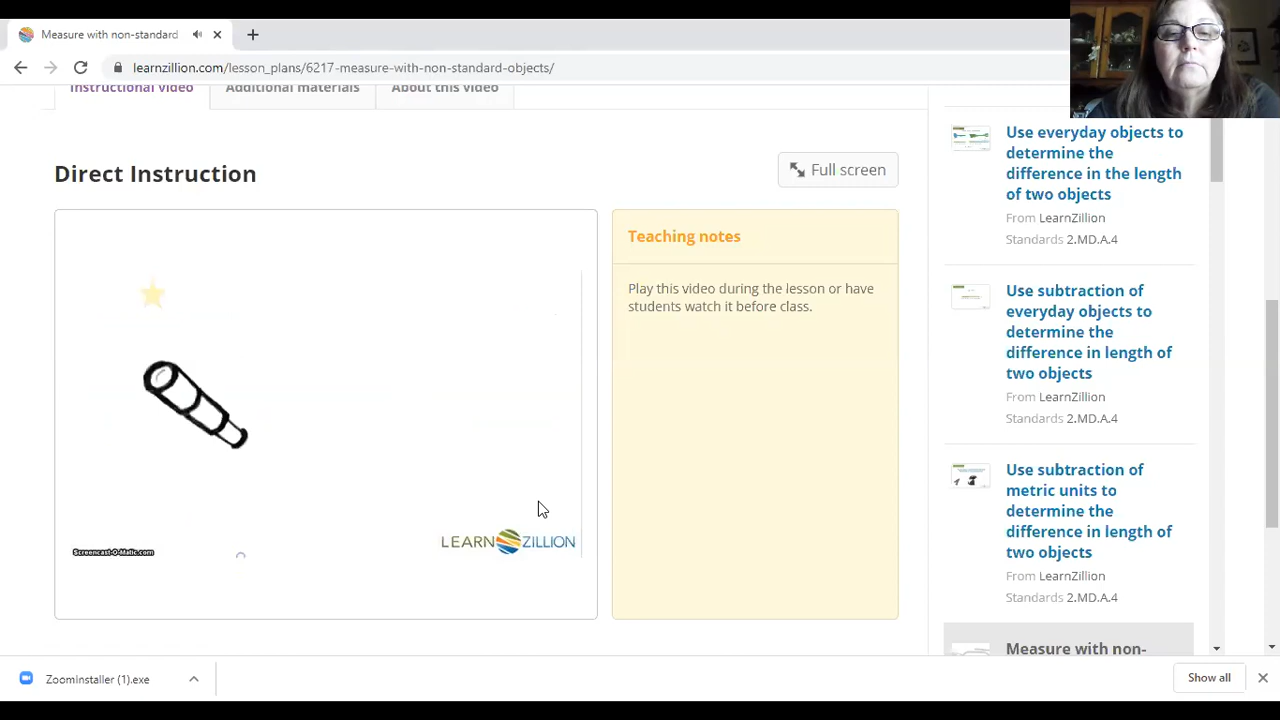 Measure with non-standard
learnzillion.com/lesson_plans/6217-measure-with-non-standard-objects/
Instructional video
Additional materials
About this video
Direct Instruction
Full screen
Teaching notes
Play this video during the lesson or have
students watch it before class.
Screencast-O-Matic.com
LEARN ZILLION
Use everyday objects to
determine the
difference in the length
of two objects
From LearnZillion
Standards 2.MD.A.4
Use subtraction of
everyday objects to
determine the
difference in length of
two objects
From LearnZillion
Standards 2.MD.A.4
Use subtraction of
metric units to
determine the
difference in length of
two objects
From LearnZillion
Standards 2.MD.A.4
Measure with non-
Zoominstaller (1).exe
Show all